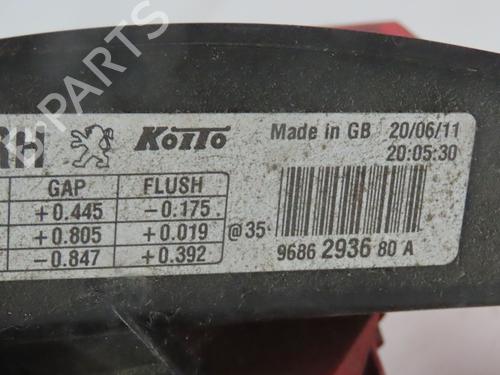 RH Koito Made in GB 20/06/11
20:05:30
GAP FLUSH
+0.445 -0.175
+0.805 +0.019 @35
-0.847 +0.392
9686 2936 80 A
B-PARTS